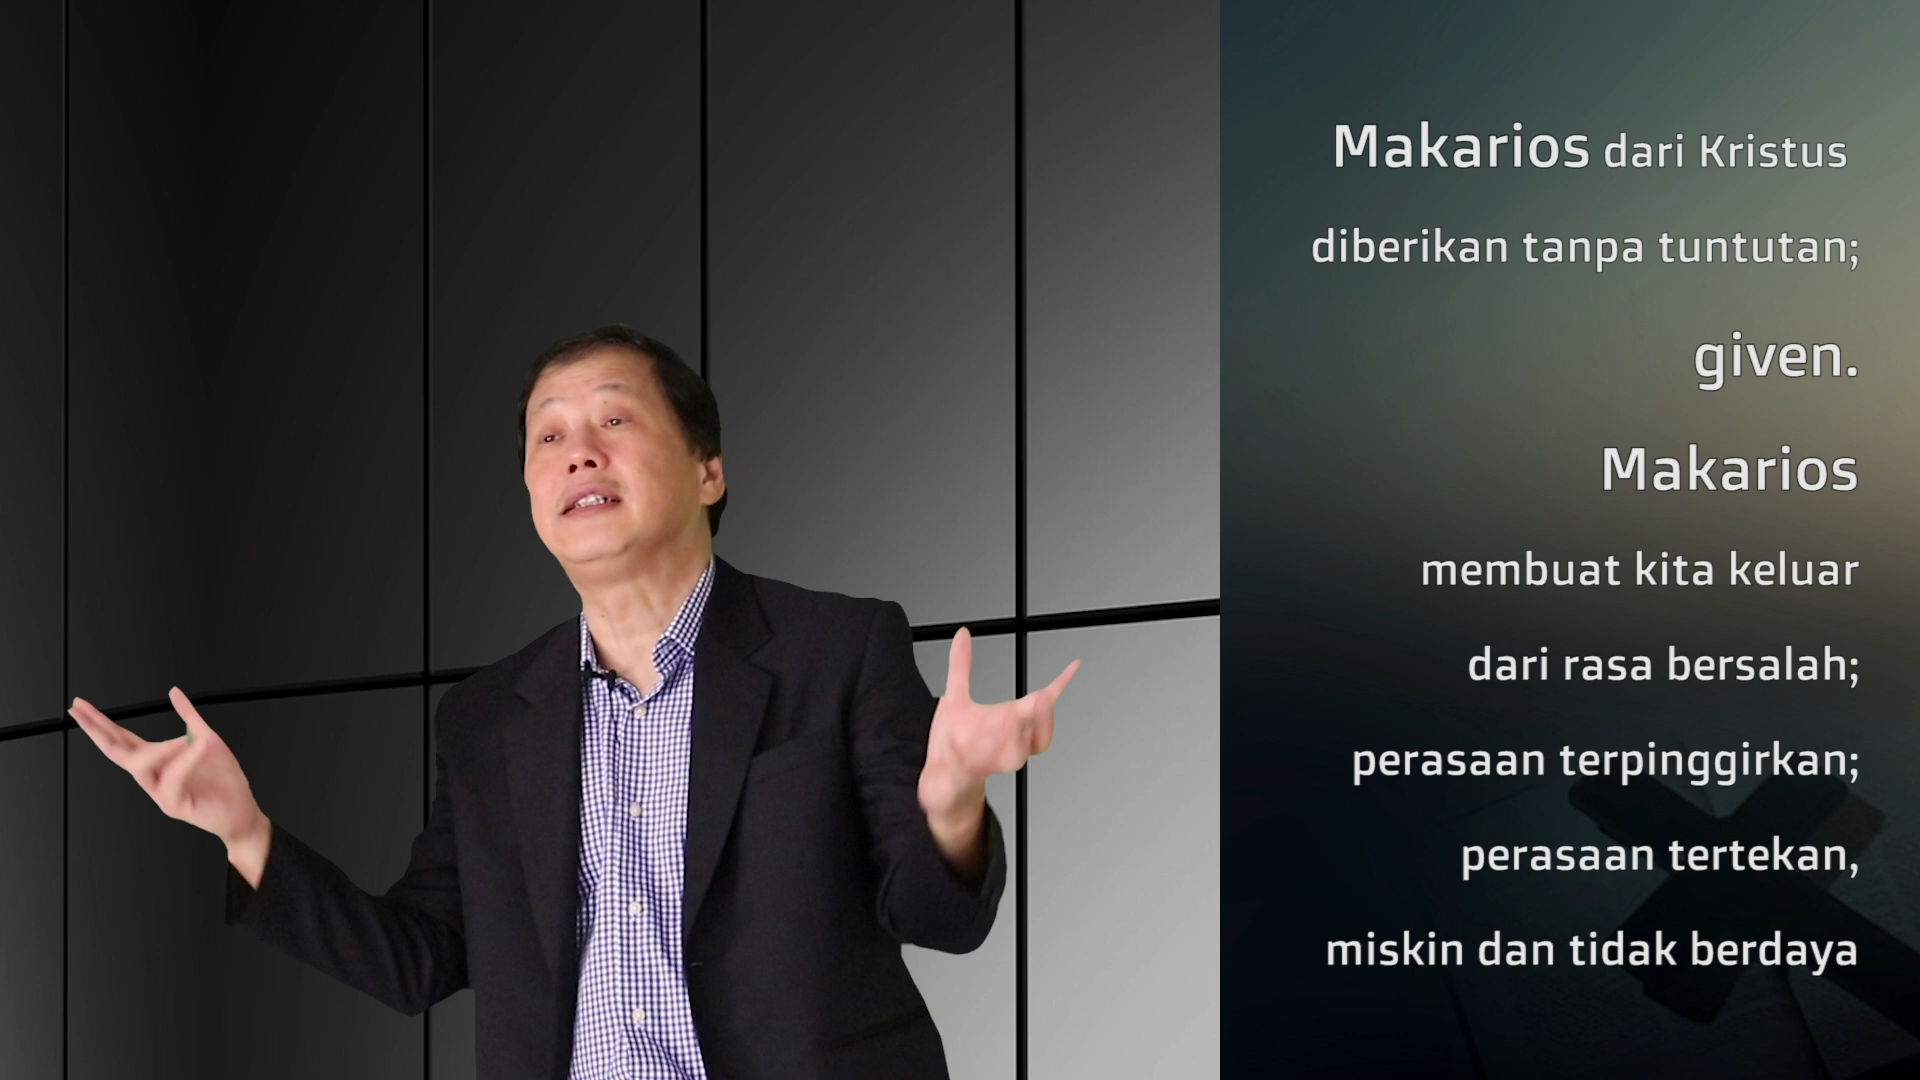 Makarios dari Kristus
diberikan tanpa tuntutan;
given.
Makarios
membuat kita keluar
dari rasa bersalah;
perasaan terpinggirkan;
perasaan tertekan,
miskin dan tidak berdaya